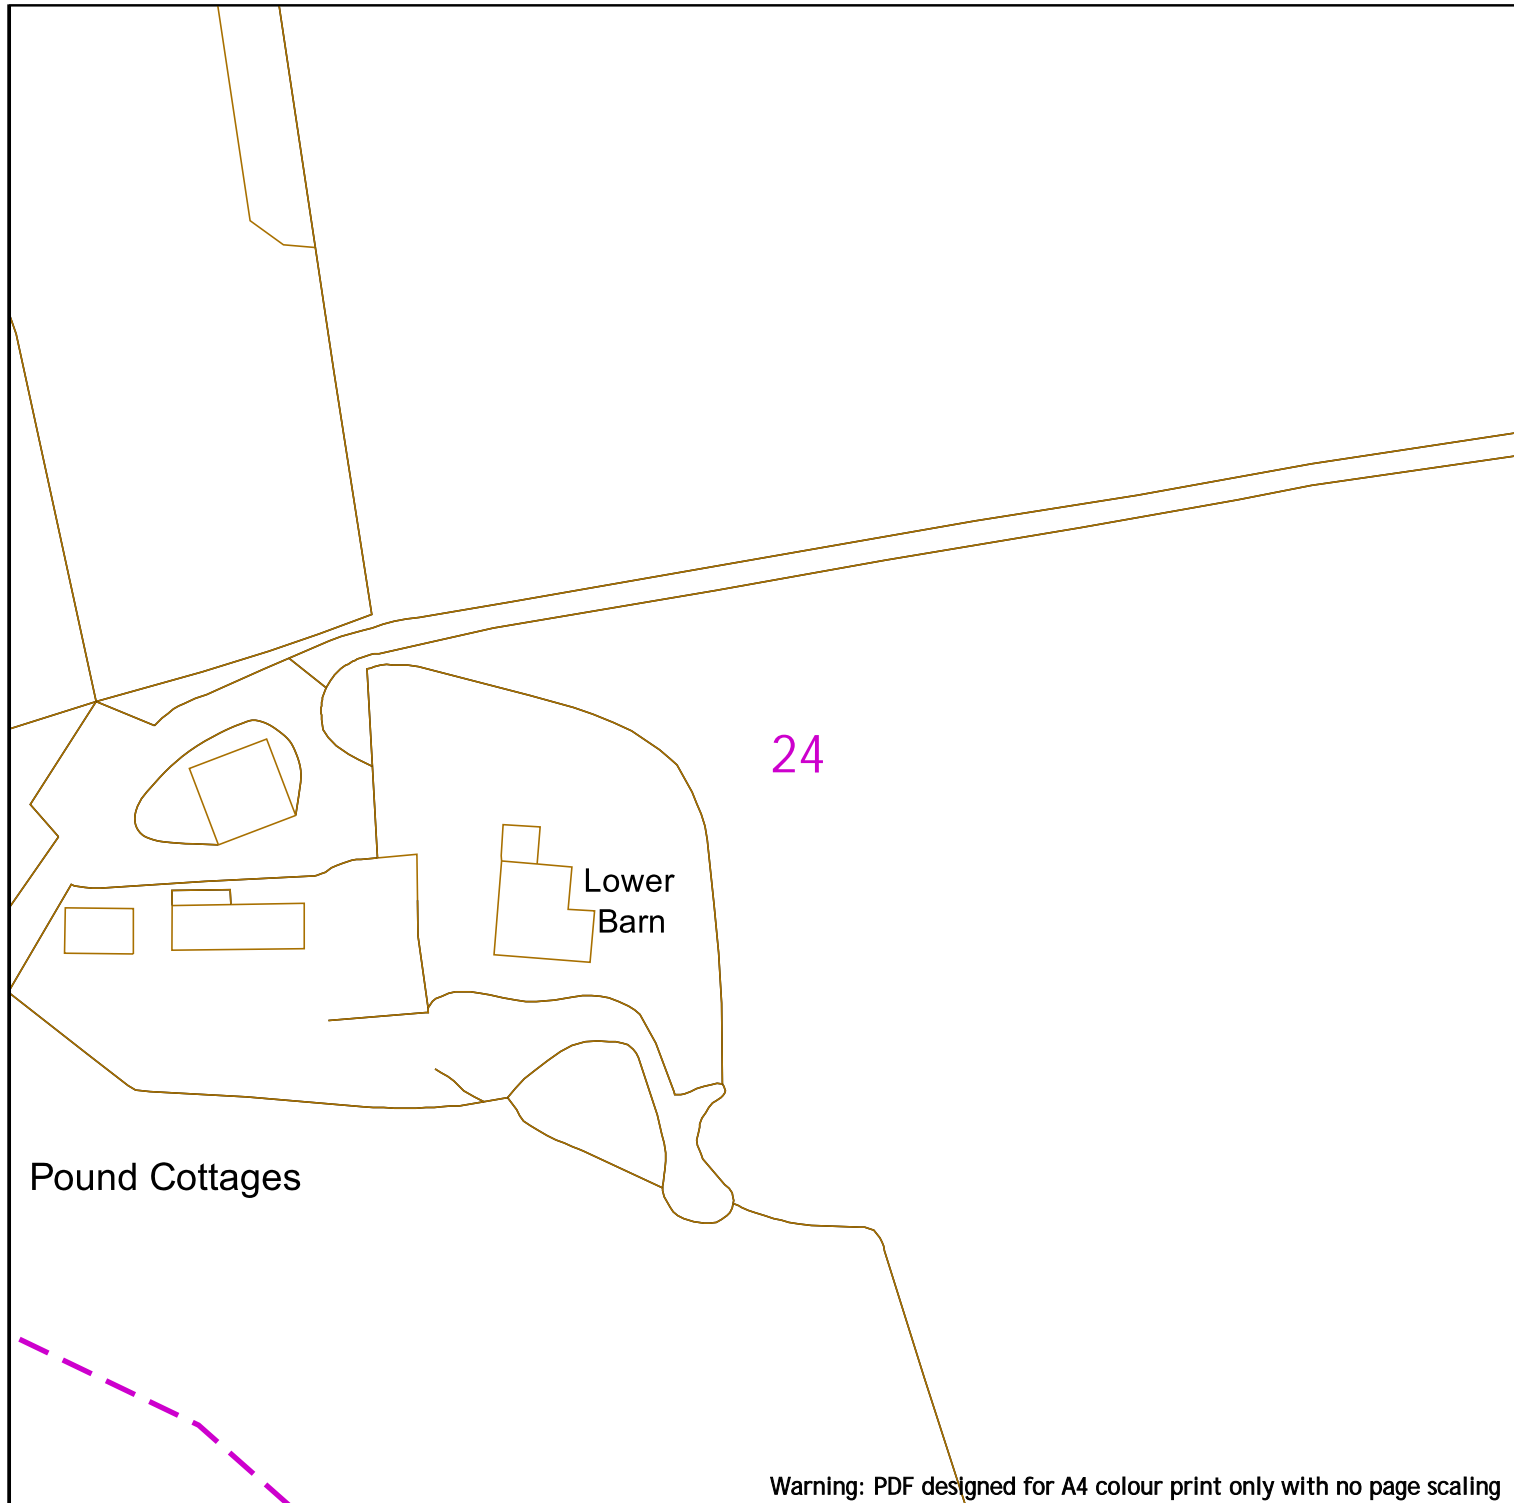 24
Lower
Barn
Pound Cottages
Warning: PDF designed for A4 colour print only with no page scaling